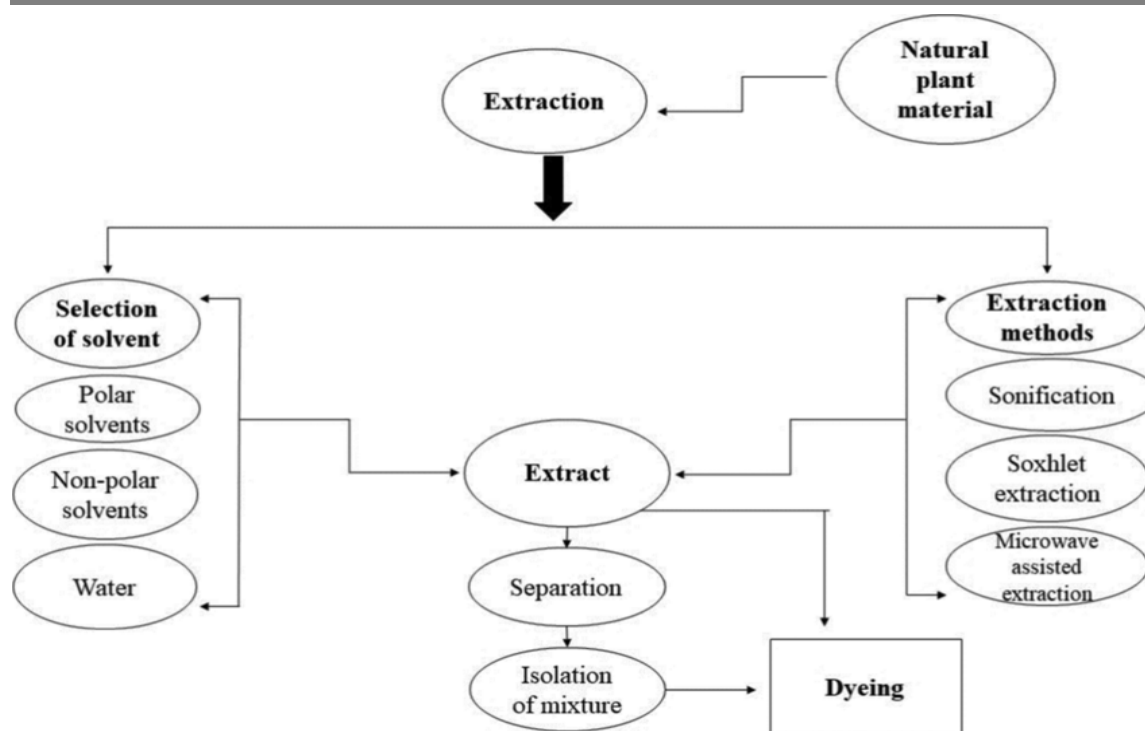 Natural
plant
material
Extraction
Selection
of solvent
Polar
solvents
Non-polar
solvents
Water
Extraction
methods
Sonification
Soxhlet
extraction
Microwave
assisted
extraction
Extract
Separation
Isolation
of mixture
Dyeing